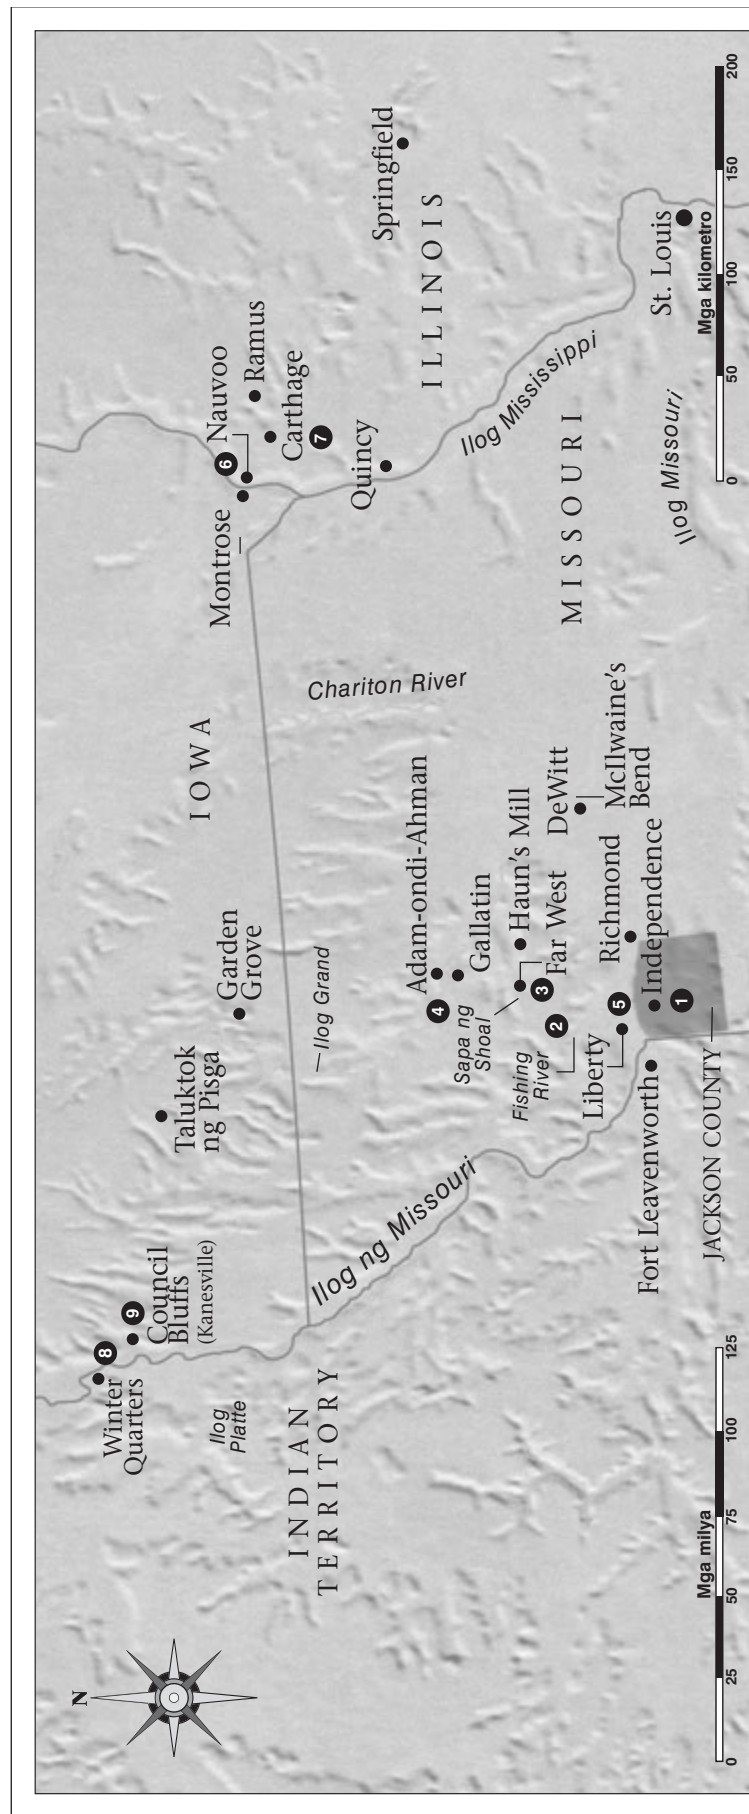 N
Winter
Quarters
8
9
Council
Bluffs
(Kanesville)
Ilog
Platte
INDIAN
TERRITORY
Taluktok
ng Pisga
Garden
Grove
IOWA
Montrose
6
Nauvoo
Ramus
Carthage
7
Quincy
Springfield
ILLINOIS
Ilog Mississippi
Ilog Grand
Chariton River
Ilog ng Missouri
Adam-ondi-Ahman
4
Gallatin
Sapa ng
Shoal
Haun's Mill
3
Far West
2
Fishing
River
DeWitt
McIlwaine's
Bend
Liberty
5
Richmond
Independence
1
Fort Leavenworth
JACKSON COUNTY
MISSOURI
Ilog Missouri
St. Louis
Mga milya
0 25 50 75 100 125
Mga kilometro
0 50 100 150 200